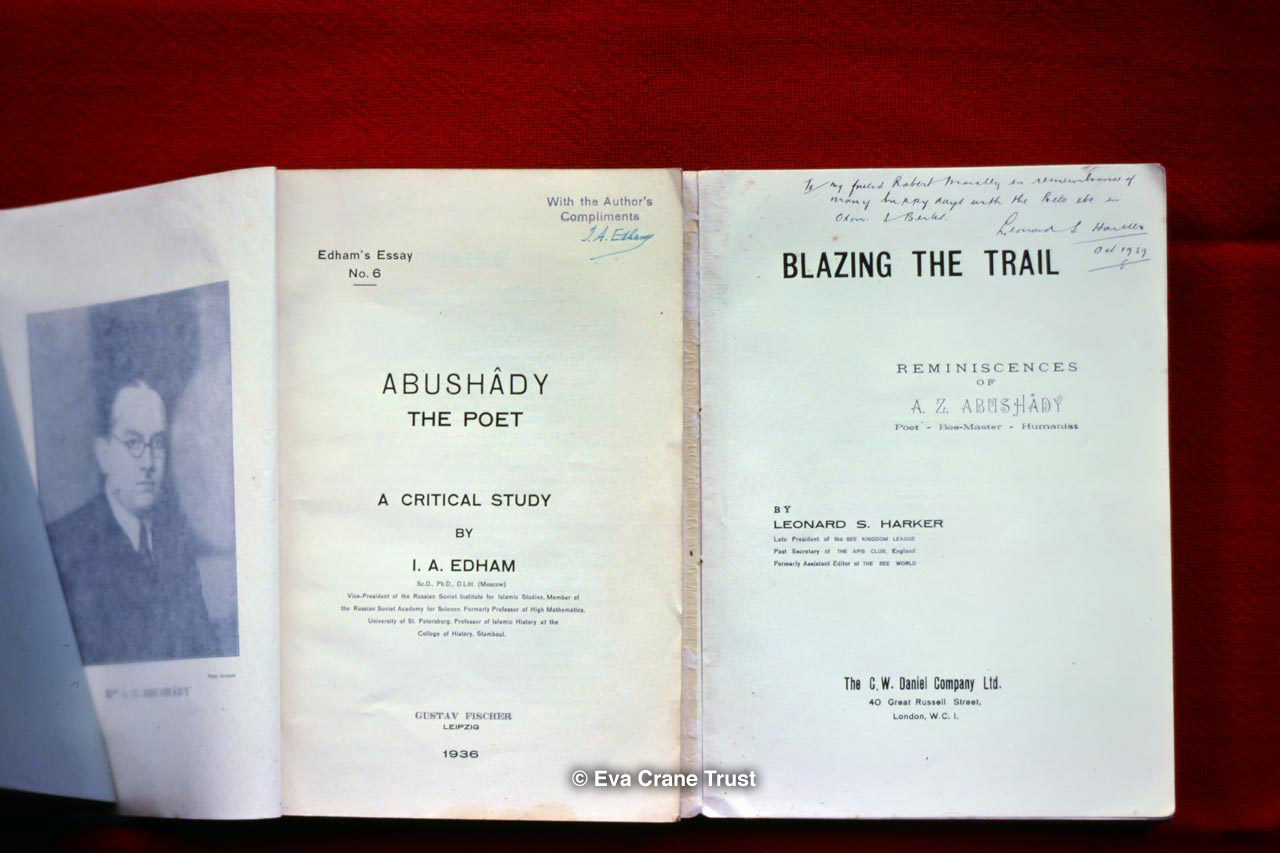 With the Author's
Compliments
I. A. Edham
Edham's Essay
No. 6
ABUSHÂDY
THE POET
A CRITICAL STUDY
BY
I. A. EDHAM
Sc.D., Ph.D., D.Litt. (Moscow)
Vice-President of the Russian Soviet Institute for Islamic Studies, Member of
the Russian Soviet Academy for Science. Formerly Professor of High Mathematics,
University of St. Petersburg. Professor of Islamic History at the
College of History, Stamboul.
GUSTAV FISCHER
LEIPZIG
1936
A. Z. ABUSHÂDY
To my friend Robert in remembrance of
many happy days with the Bees etc in
Oxon. & Berks.
Leonard S Harker
Oct 1939
BLAZING THE TRAIL
REMINISCENCES
OF
A. Z. ABUSHÂDY
Poet - Bee-Master - Humanist
BY
LEONARD S. HARKER
Late President of the BEE KINGDOM LEAGUE
Past Secretary of THE APIS CLUB, England
Formerly Assistant Editor of THE BEE WORLD
The C. W. Daniel Company Ltd.
40 Great Russell Street,
London, W.C. I.
© Eva Crane Trust